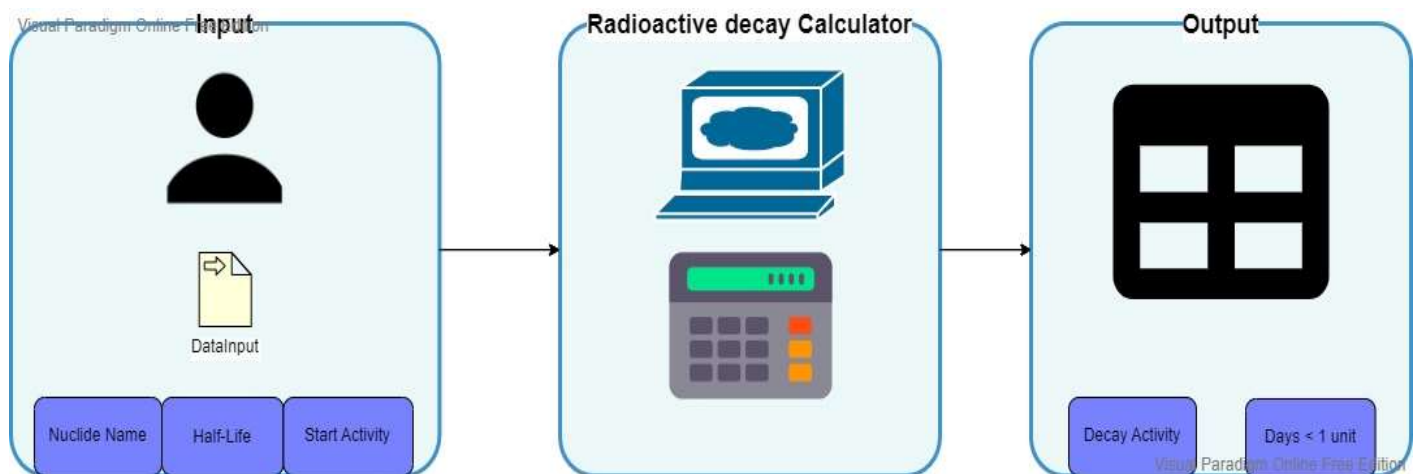 Visual Paradigm Online Free Edition
Input
Radioactive decay Calculator
Output
DataInput
Nuclide Name
Half-Life
Start Activity
Decay Activity
Days < 1 unit
Visual Paradigm Online Free Edition